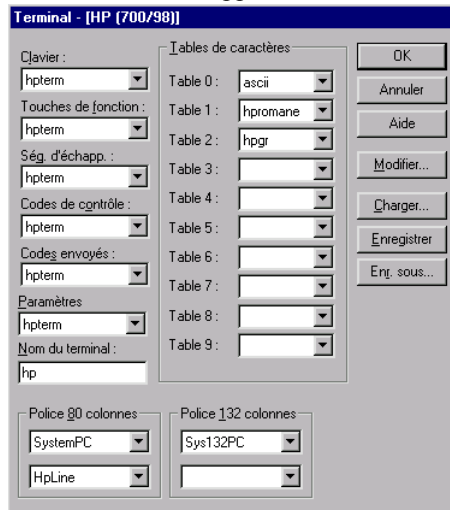 Terminal - [HP (700/98)]
Clavier :
hpterm
Touches de fonction :
hpterm
Ség. d'échapp. :
hpterm
Codes de contrôle :
hpterm
Codes envoyés :
hpterm
Paramètres
hpterm
Nom du terminal :
hp
Tables de caractères
Table 0 : ascii
Table 1 : hpromane
Table 2 : hpgr
Table 3 :
Table 4 :
Table 5 :
Table 6 :
Table 7 :
Table 8 :
Table 9 :
OK
Annuler
Aide
Modifier...
Charger...
Enregistrer
Enr. sous...
Police 80 colonnes
SystemPC
HpLine
Police 132 colonnes
Sys132PC